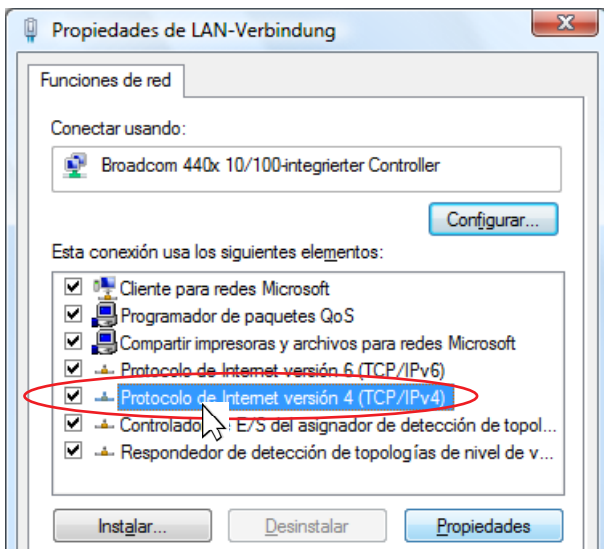 Propiedades de LAN-Verbindung
Funciones de red
Conectar usando:
Broadcom 440x 10/100-integrierter Controller
Configurar...
Esta conexión usa los siguientes elementos:
Cliente para redes Microsoft
Programador de paquetes QoS
Compartir impresoras y archivos para redes Microsoft
Protocolo de Internet versión 6 (TCP/IPv6)
Protocolo de Internet versión 4 (TCP/IPv4)
Controlador de E/S del asignador de detección de topol...
Respondedor de detección de topologías de nivel de v...
Instalar...
Desinstalar
Propiedades